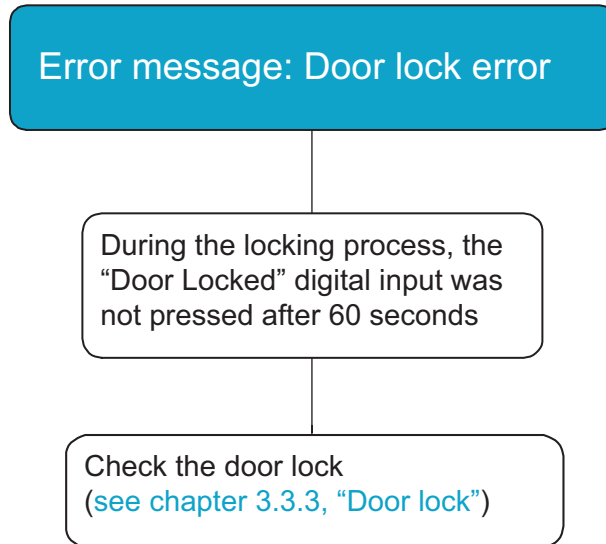 Error message: Door lock error
During the locking process, the
“Door Locked” digital input was
not pressed after 60 seconds
Check the door lock
(see chapter 3.3.3, “Door lock”)